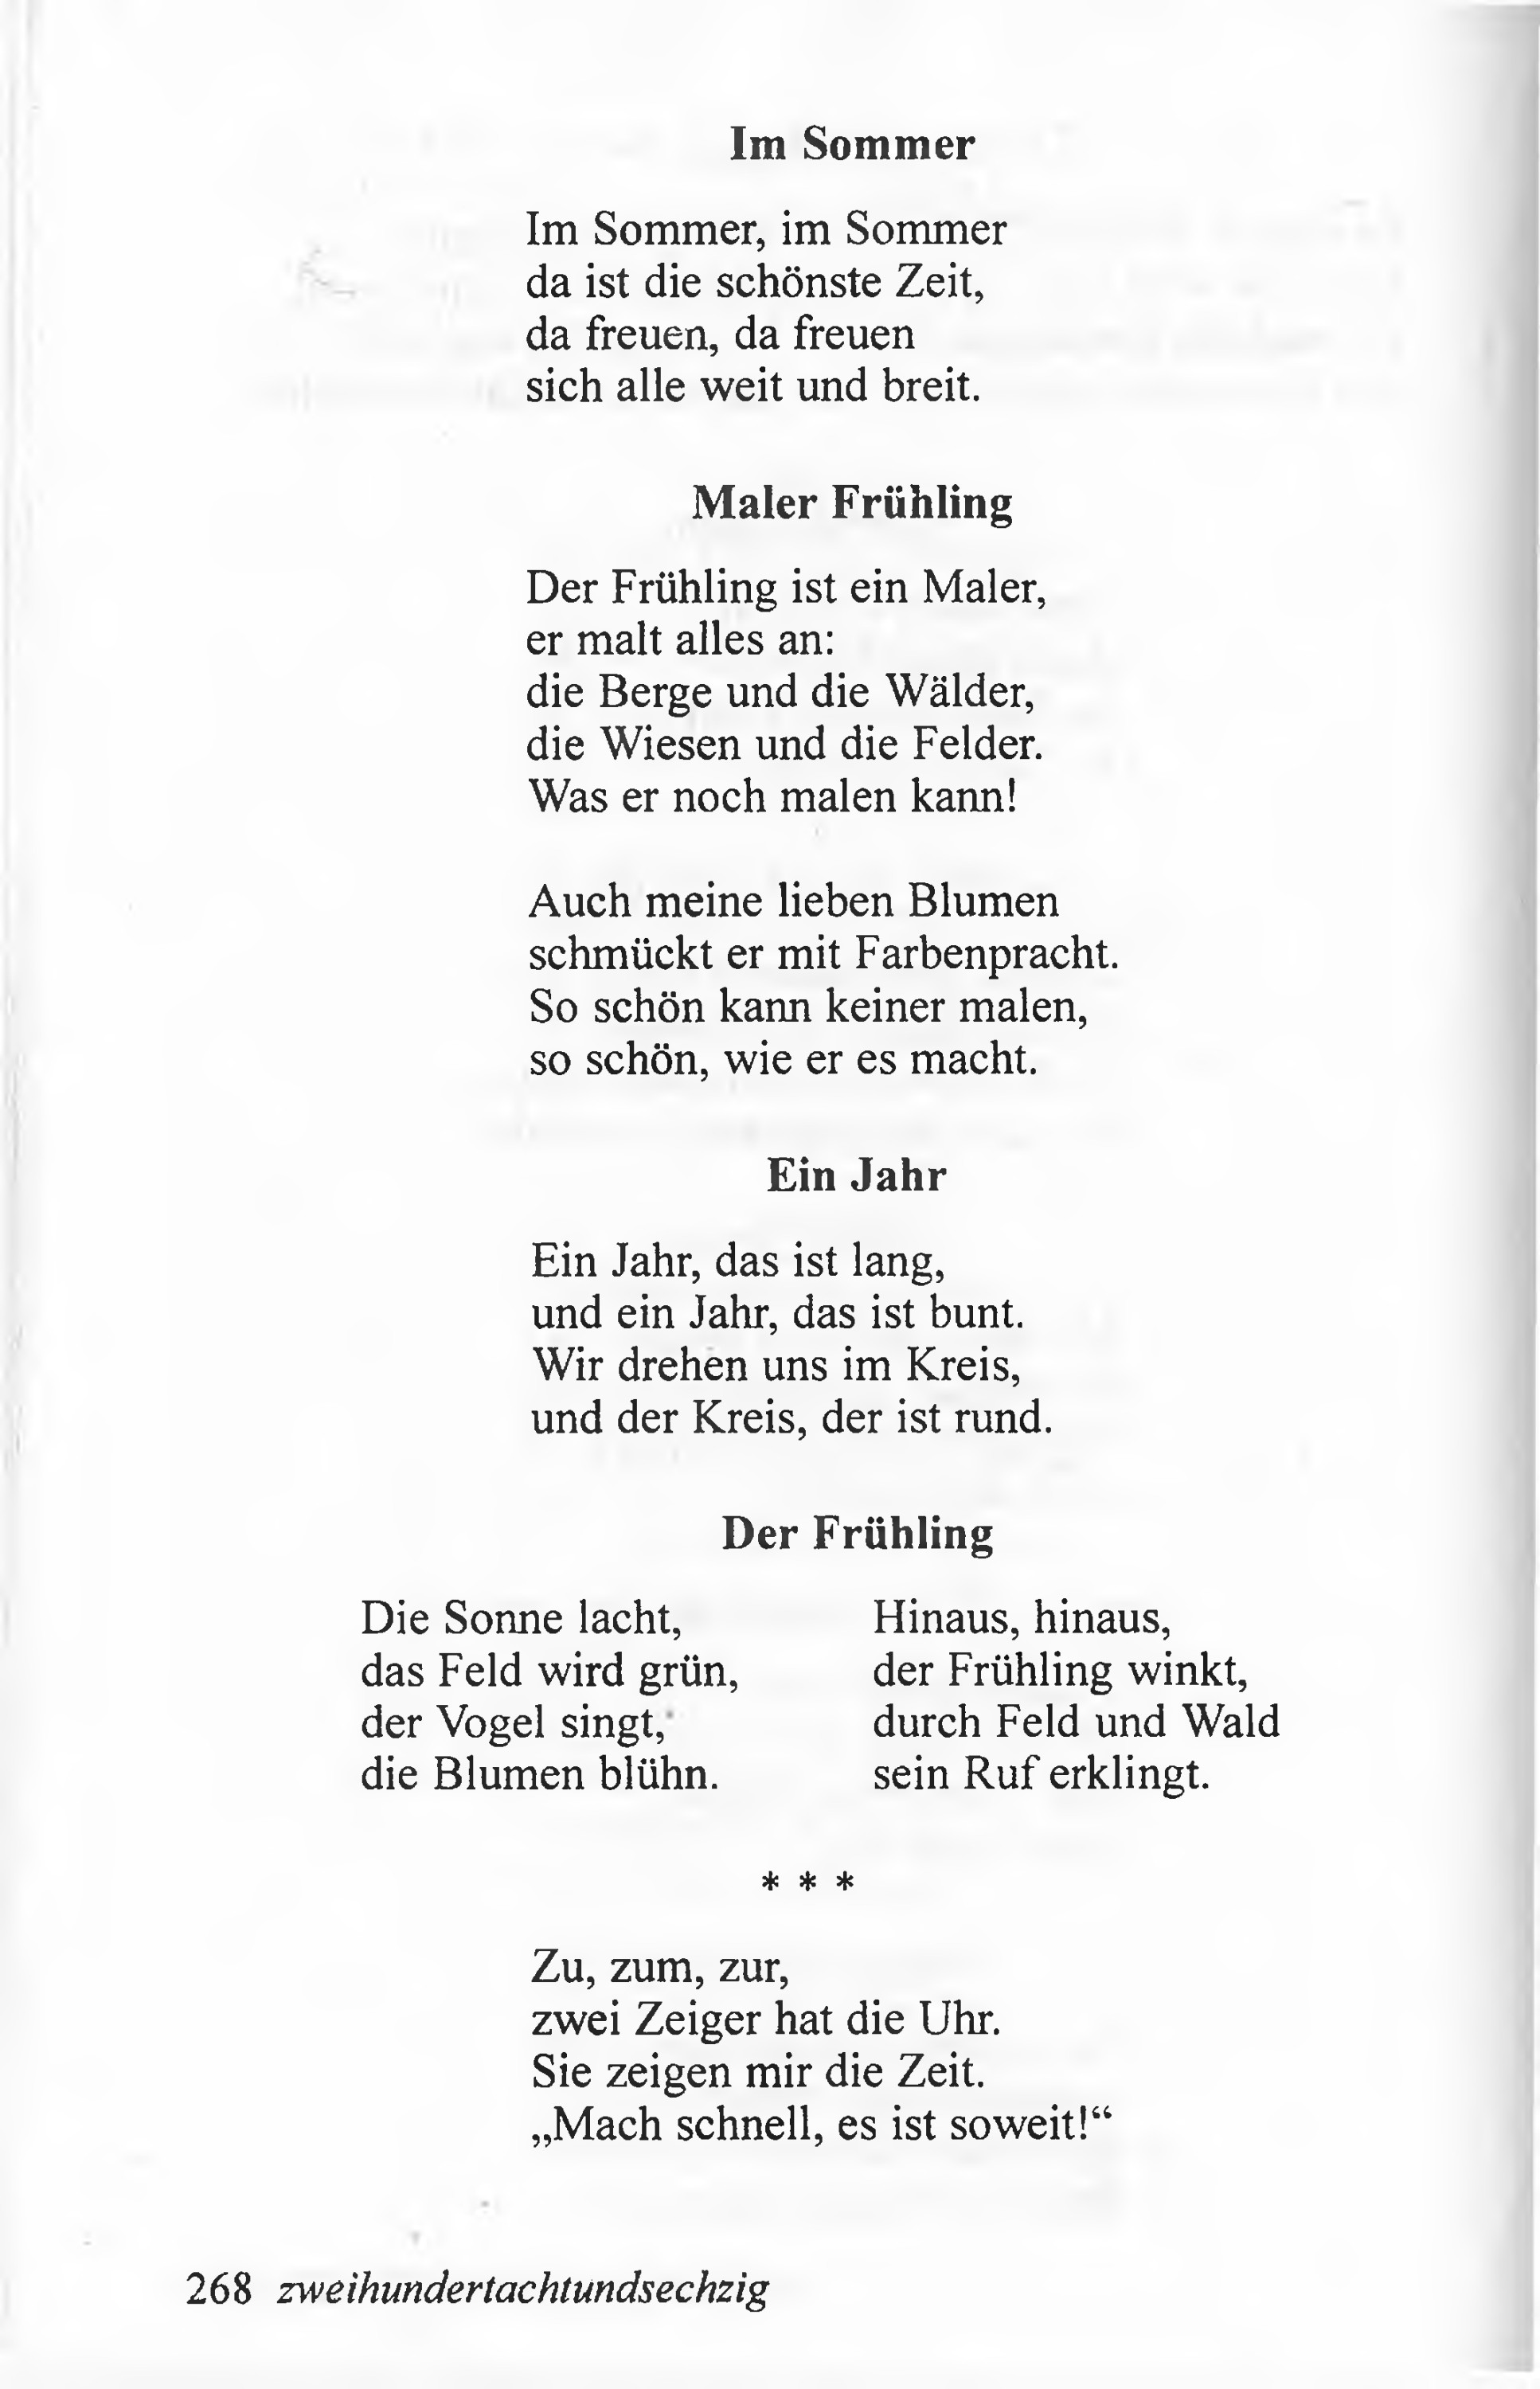 Im Sommer
Im Sommer, im Sommer
da ist die schönste Zeit,
da freuen, da freuen
sich alle weit und breit.
Maler Frühling
Der Frühling ist ein Maler,
er malt alles an:
die Berge und die Wälder,
die Wiesen und die Felder.
Was er noch malen kann!
Auch meine lieben Blumen
schmückt er mit Farbenpracht.
So schön kann keiner malen,
so schön, wie er es macht.
Ein Jahr
Ein Jahr, das ist lang,
und ein Jahr, das ist bunt.
Wir drehen uns im Kreis,
und der Kreis, der ist rund.
Der Frühling
Die Sonne lacht,
das Feld wird grün,
der Vogel singt,
die Blumen blühn.
Hinaus, hinaus,
der Frühling winkt,
durch Feld und Wald
sein Ruf erklingt.
* * *
Zu, zum, zur,
zwei Zeiger hat die Uhr.
Sie zeigen mir die Zeit.
„Mach schnell, es ist soweit!“
268 zweihundertachtundsechzig